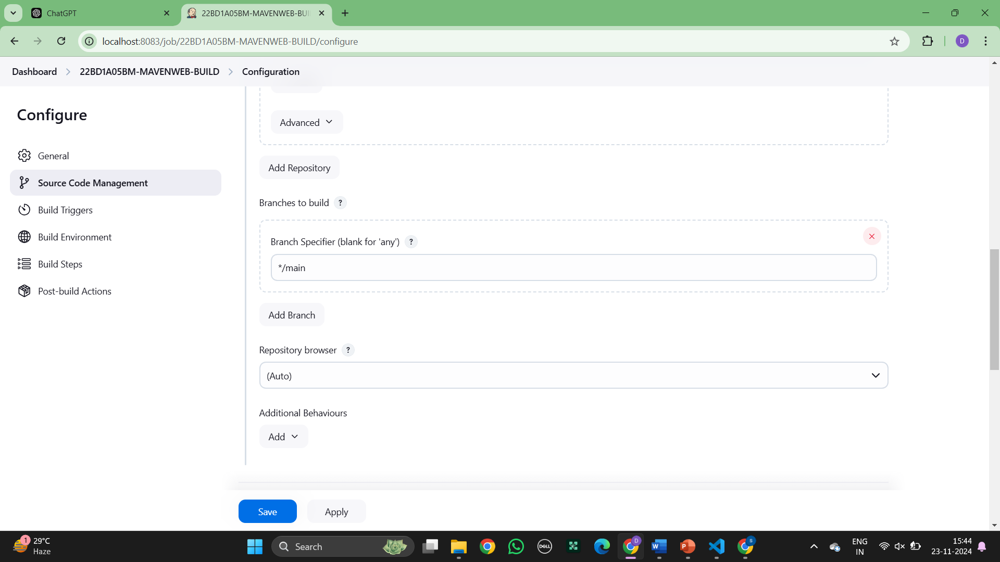 ChatGPT
22BD1A05BM-MAVENWEB-BUI
localhost:8083/job/22BD1A05BM-MAVENWEB-BUILD/configure
D
Dashboard > 22BD1A05BM-MAVENWEB-BUILD > Configuration
Configure
General
Source Code Management
Build Triggers
Build Environment
Build Steps
Post-build Actions
Advanced
Add Repository
Branches to build ?
Branch Specifier (blank for 'any') ?
*/main
Add Branch
Repository browser ?
(Auto)
Additional Behaviours
Add
Save
Apply
1
29°C
Haze
Search
DELL
D
W
P
S
ENG
IN
15:44
23-11-2024